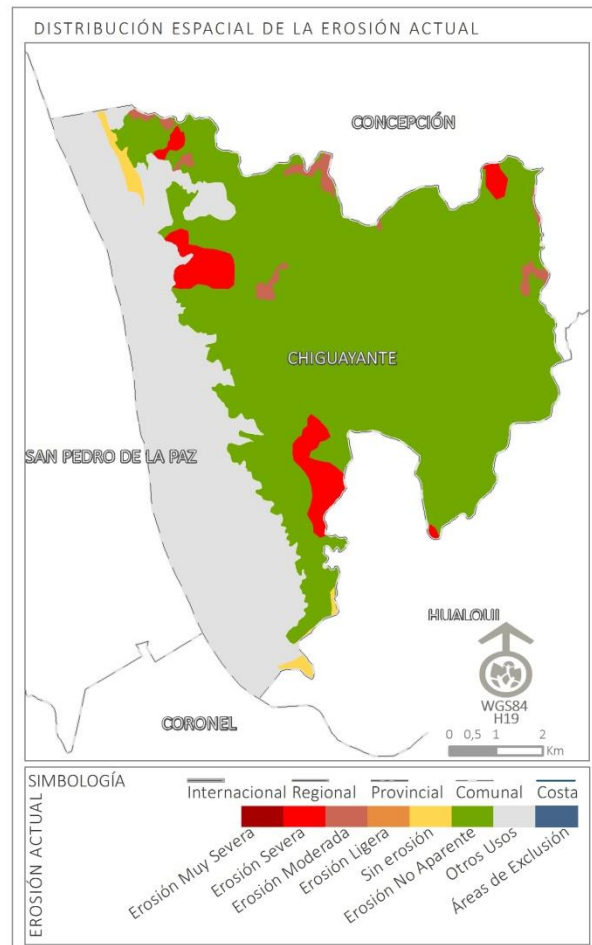 DISTRIBUCIÓN ESPACIAL DE LA EROSIÓN ACTUAL
CONCEPCIÓN
CHIGUAYANTE
SAN PEDRO DE LA PAZ
HUALQUI
CORONEL
WGS84
H19
0 0,5 1 2
Km
SIMBOLOGÍA
Internacional Regional Provincial Comunal Costa
EROSIÓN ACTUAL
Erosión Muy Severa
Erosión Severa
Erosión Moderada
Erosión Ligera
Sin erosión
Erosión No Aparente
Otros Usos
Áreas de Exclusión